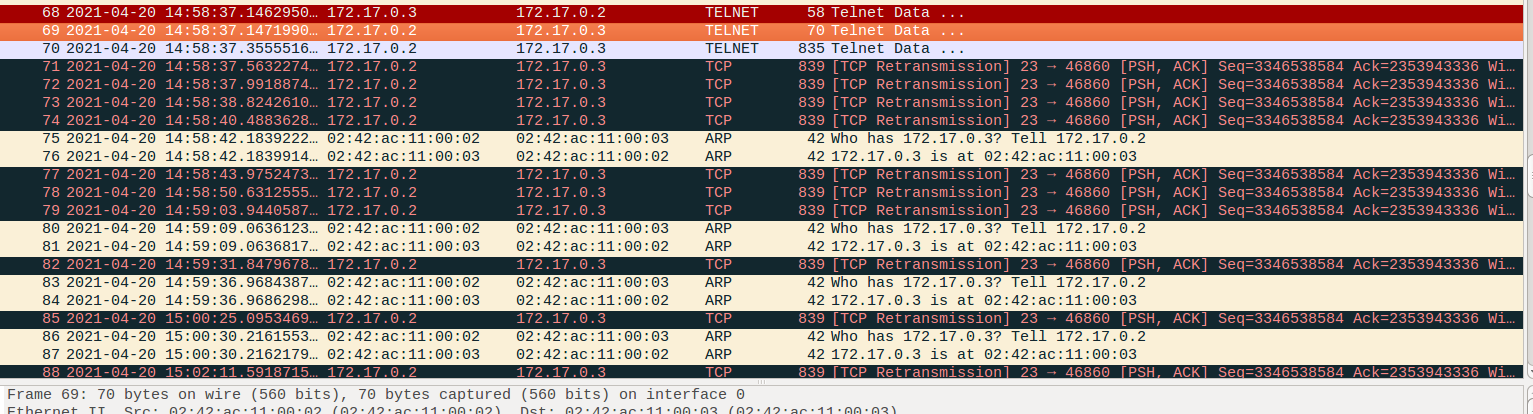 68 2021-04-20 14:58:37.1462950… 172.17.0.3 172.17.0.2 TELNET 58 Telnet Data ...
69 2021-04-20 14:58:37.1471990… 172.17.0.2 172.17.0.3 TELNET 70 Telnet Data ...
70 2021-04-20 14:58:37.3555516… 172.17.0.2 172.17.0.3 TELNET 835 Telnet Data ...
71 2021-04-20 14:58:37.5632274… 172.17.0.2 172.17.0.3 TCP 839 [TCP Retransmission] 23 → 46860 [PSH, ACK] Seq=3346538584 Ack=2353943336 Wi…
72 2021-04-20 14:58:37.9918874… 172.17.0.2 172.17.0.3 TCP 839 [TCP Retransmission] 23 → 46860 [PSH, ACK] Seq=3346538584 Ack=2353943336 Wi…
73 2021-04-20 14:58:38.8242610… 172.17.0.2 172.17.0.3 TCP 839 [TCP Retransmission] 23 → 46860 [PSH, ACK] Seq=3346538584 Ack=2353943336 Wi…
74 2021-04-20 14:58:40.4883628… 172.17.0.2 172.17.0.3 TCP 839 [TCP Retransmission] 23 → 46860 [PSH, ACK] Seq=3346538584 Ack=2353943336 Wi…
75 2021-04-20 14:58:42.1839222… 02:42:ac:11:00:02 02:42:ac:11:00:03 ARP 42 Who has 172.17.0.3? Tell 172.17.0.2
76 2021-04-20 14:58:42.1839914… 02:42:ac:11:00:03 02:42:ac:11:00:02 ARP 42 172.17.0.3 is at 02:42:ac:11:00:03
77 2021-04-20 14:58:43.9752473… 172.17.0.2 172.17.0.3 TCP 839 [TCP Retransmission] 23 → 46860 [PSH, ACK] Seq=3346538584 Ack=2353943336 Wi…
78 2021-04-20 14:58:50.6312555… 172.17.0.2 172.17.0.3 TCP 839 [TCP Retransmission] 23 → 46860 [PSH, ACK] Seq=3346538584 Ack=2353943336 Wi…
79 2021-04-20 14:59:03.9440587… 172.17.0.2 172.17.0.3 TCP 839 [TCP Retransmission] 23 → 46860 [PSH, ACK] Seq=3346538584 Ack=2353943336 Wi…
80 2021-04-20 14:59:09.0636123… 02:42:ac:11:00:02 02:42:ac:11:00:03 ARP 42 Who has 172.17.0.3? Tell 172.17.0.2
81 2021-04-20 14:59:09.0636817… 02:42:ac:11:00:03 02:42:ac:11:00:02 ARP 42 172.17.0.3 is at 02:42:ac:11:00:03
82 2021-04-20 14:59:31.8479678… 172.17.0.2 172.17.0.3 TCP 839 [TCP Retransmission] 23 → 46860 [PSH, ACK] Seq=3346538584 Ack=2353943336 Wi…
83 2021-04-20 14:59:36.9684387… 02:42:ac:11:00:02 02:42:ac:11:00:03 ARP 42 Who has 172.17.0.3? Tell 172.17.0.2
84 2021-04-20 14:59:36.9686298… 02:42:ac:11:00:03 02:42:ac:11:00:02 ARP 42 172.17.0.3 is at 02:42:ac:11:00:03
85 2021-04-20 15:00:25.0953469… 172.17.0.2 172.17.0.3 TCP 839 [TCP Retransmission] 23 → 46860 [PSH, ACK] Seq=3346538584 Ack=2353943336 Wi…
86 2021-04-20 15:00:30.2161553… 02:42:ac:11:00:02 02:42:ac:11:00:03 ARP 42 Who has 172.17.0.3? Tell 172.17.0.2
87 2021-04-20 15:00:30.2162179… 02:42:ac:11:00:03 02:42:ac:11:00:02 ARP 42 172.17.0.3 is at 02:42:ac:11:00:03
88 2021-04-20 15:02:11.5918715… 172.17.0.2 172.17.0.3 TCP 839 [TCP Retransmission] 23 → 46860 [PSH, ACK] Seq=3346538584 Ack=2353943336 Wi…
Frame 69: 70 bytes on wire (560 bits), 70 bytes captured (560 bits) on interface 0
Ethernet II, Src: 02:42:ac:11:00:02 (02:42:ac:11:00:02), Dst: 02:42:ac:11:00:03 (02:42:ac:11:00:03)